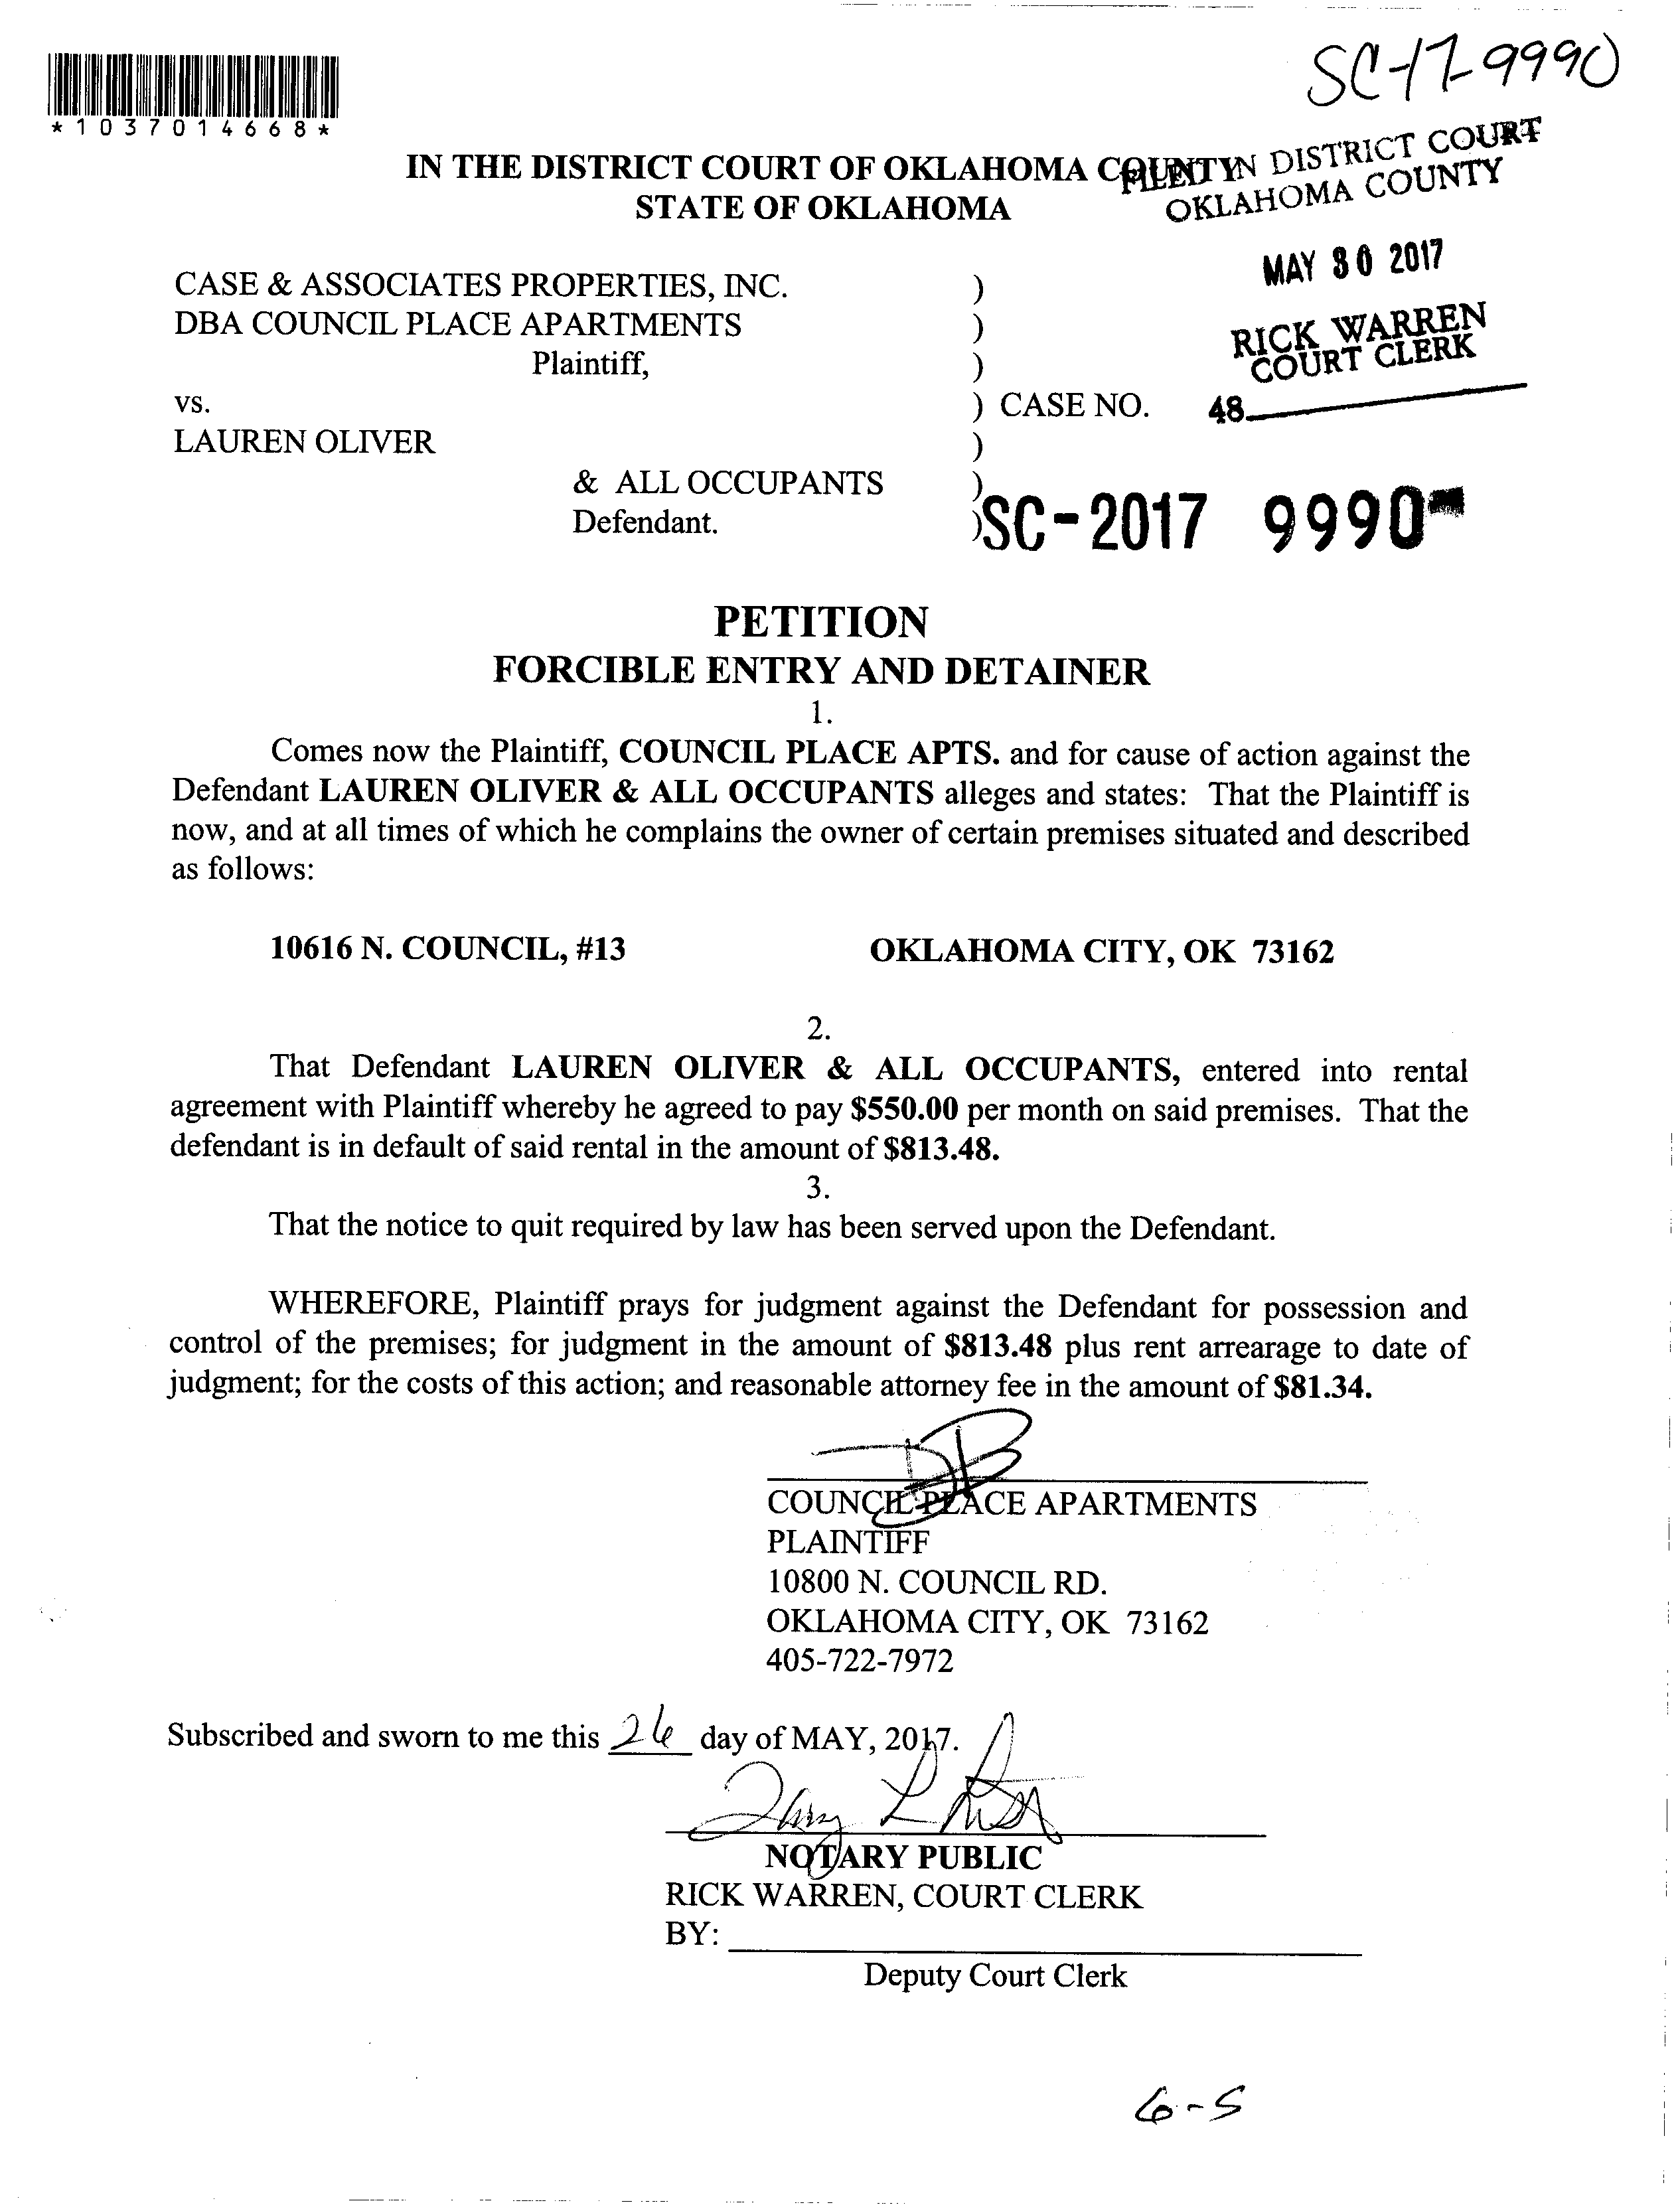 SC-17-9990
*1037014668*
IN THE DISTRICT COURT OF OKLAHOMA COUNTY
STATE OF OKLAHOMA
FILED IN DISTRICT COURT
OKLAHOMA COUNTY
MAY 30 2017
RICK WARREN
COURT CLERK
48
CASE & ASSOCIATES PROPERTIES, INC. )
DBA COUNCIL PLACE APARTMENTS )
Plaintiff, )
vs. ) CASE NO.
LAUREN OLIVER )
& ALL OCCUPANTS )
Defendant. )
SC-2017 9990
PETITION
FORCIBLE ENTRY AND DETAINER
1.
Comes now the Plaintiff, COUNCIL PLACE APTS. and for cause of action against the
Defendant LAUREN OLIVER & ALL OCCUPANTS alleges and states: That the Plaintiff is
now, and at all times of which he complains the owner of certain premises situated and described
as follows:
10616 N. COUNCIL, #13 OKLAHOMA CITY, OK 73162
2.
That Defendant LAUREN OLIVER & ALL OCCUPANTS, entered into rental
agreement with Plaintiff whereby he agreed to pay $550.00 per month on said premises. That the
defendant is in default of said rental in the amount of $813.48.
3.
That the notice to quit required by law has been served upon the Defendant.
WHEREFORE, Plaintiff prays for judgment against the Defendant for possession and
control of the premises; for judgment in the amount of $813.48 plus rent arrearage to date of
judgment; for the costs of this action; and reasonable attorney fee in the amount of $81.34.
COUNCIL PLACE APARTMENTS
PLAINTIFF
10800 N. COUNCIL RD.
OKLAHOMA CITY, OK 73162
405-722-7972
Subscribed and sworn to me this 26 day of MAY, 2017.
NOTARY PUBLIC
RICK WARREN, COURT CLERK
BY:
Deputy Court Clerk
6-5